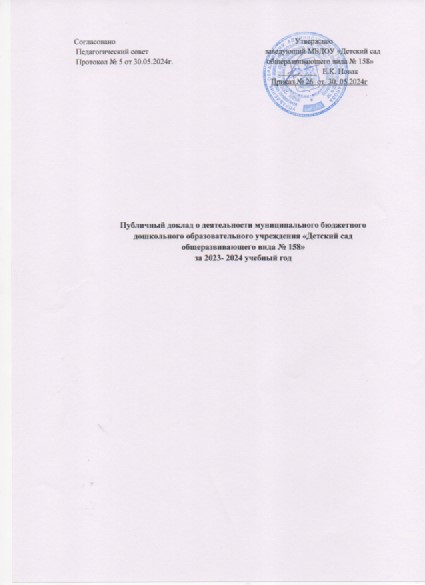 Согласовано
Педагогический совет
Протокол № 5 от 30.05.2024г.
Утверждаю
заведующий МБДОУ «Детский сад
общеразвивающего вида № 158»
Е.К.
Приказ № 26 от 30. 05.2024г
Публичный доклад о деятельности муниципального бюджетного
дошкольного образовательного учреждения «Детский сад
общеразвивающего вида № 158»
за 2023- 2024 учебный год